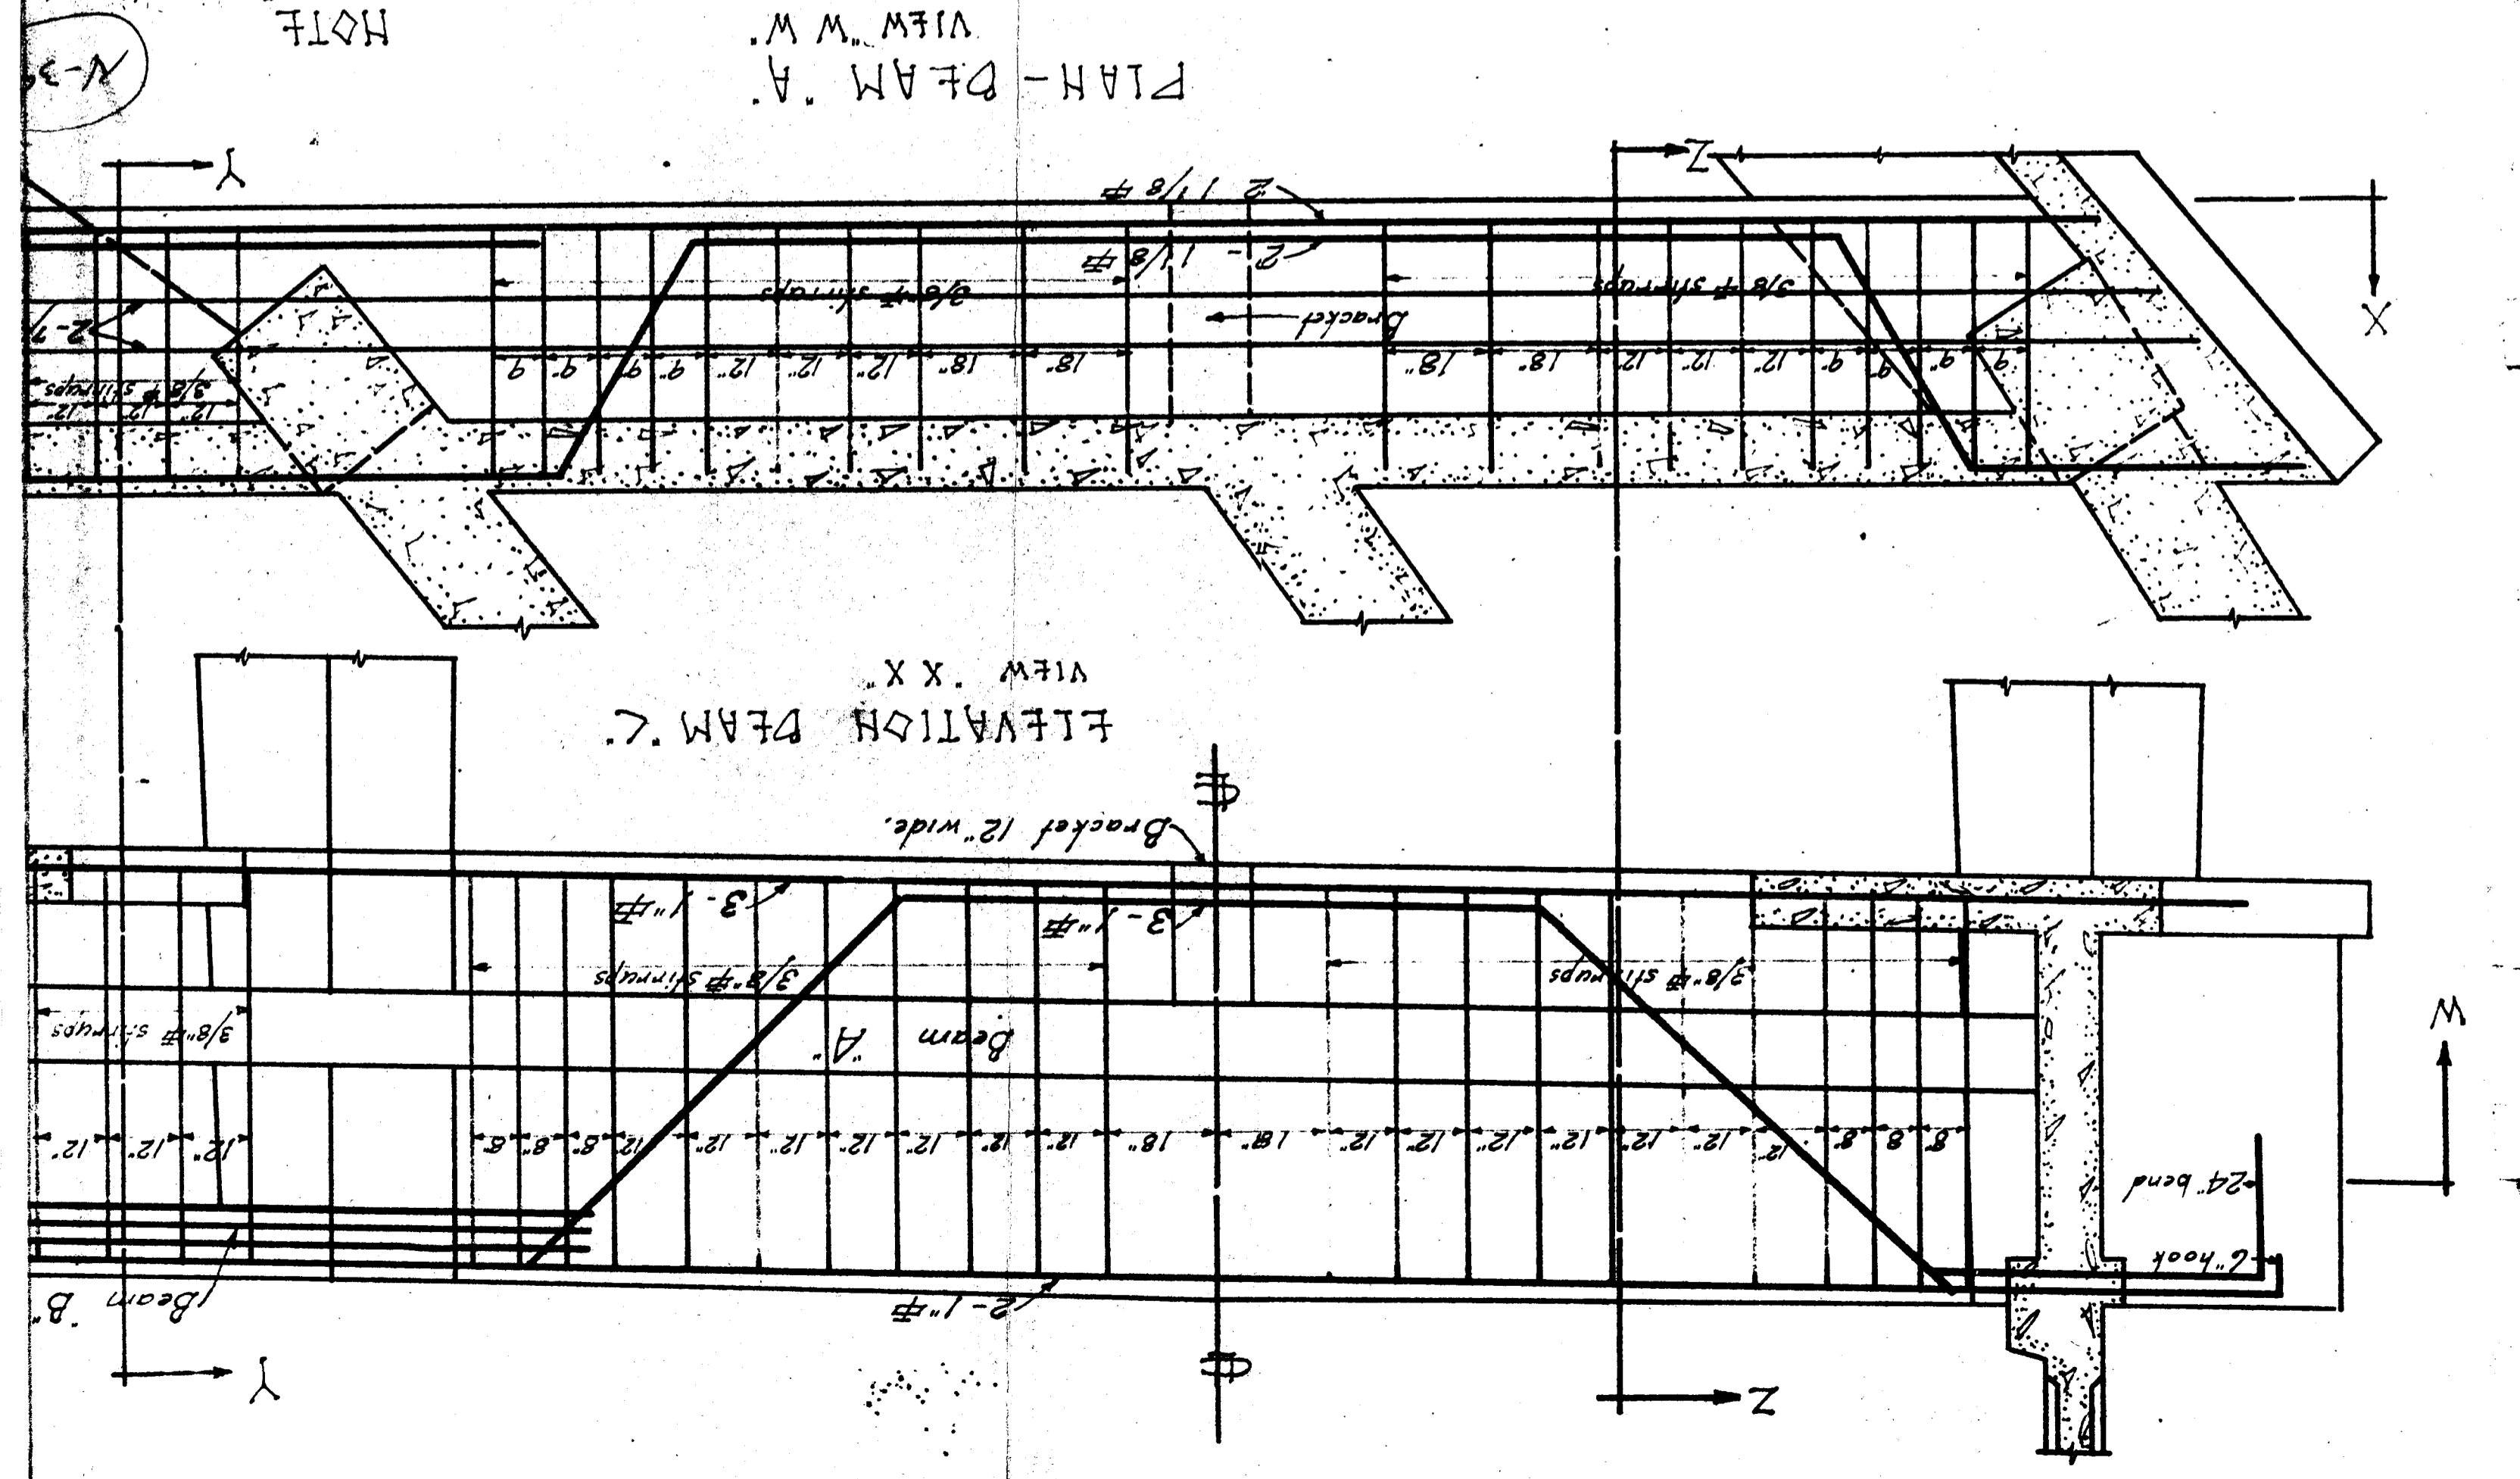 Z
₵
Y
6" hook
2-1"□
Beam "B"
24" bend
8" 8 8" 12" 12" 12" 12" 12" 12" 12" 18" 18" 12" 12" 12" 12" 12" 12" 12" 8" 8" 8" 12" 12" 12"
W
Beam "A"
3/8"□ stirrups
3/8"□ stirrups
3/8"□ stirrups
3-1"□
3-1"□
Bracket 12" wide.
₵
ELEVATION BEAM "C"
VIEW "X X"
9" 9" 9" 9" 12" 12" 12" 18" 18"
18" 18" 12" 12" 12" 9" 9" 9" 9
12" 12" 12"
3/8" stirrups
X
Bracket
2-1
3/8 □ stirrups
3/8 □ stirrups
2-1 1/8 □
2-1 1/8 □
Z
Y
PLAN - BEAM "A"
VIEW "W W"
NOTE
N-3